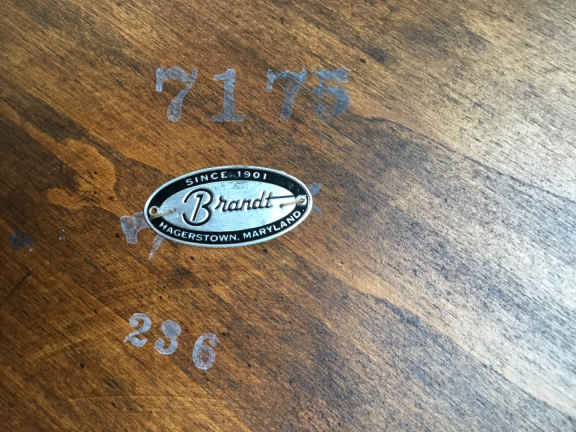 7175
SINCE 1901
Brandt
HAGERSTOWN, MARYLAND
236